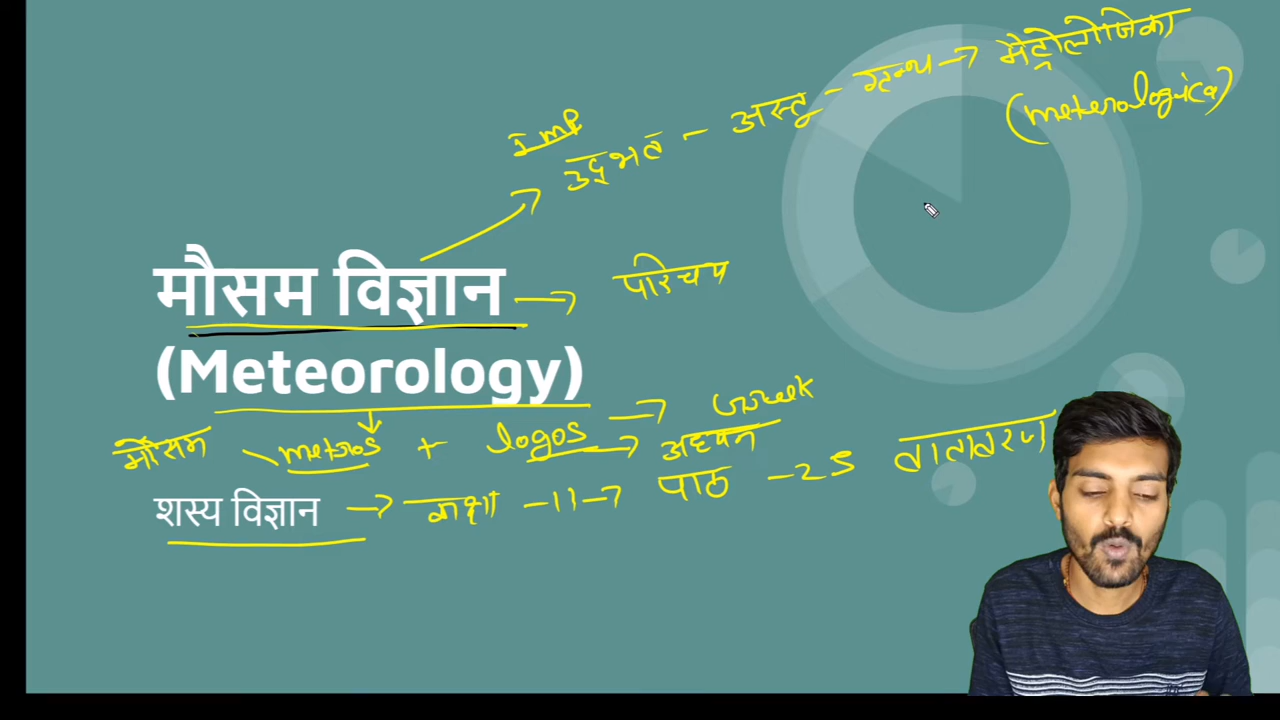 Imp
उद्भव - अरस्तू - ग्रन्थ → मैट्रोलोजिका
(meterologica)
मौसम विज्ञान → परिचय
(Meteorology)
→ Greek
मौसम metros + logos → अध्ययन
शस्य विज्ञान → कक्षा -11→ पाठ -25 वातावरण